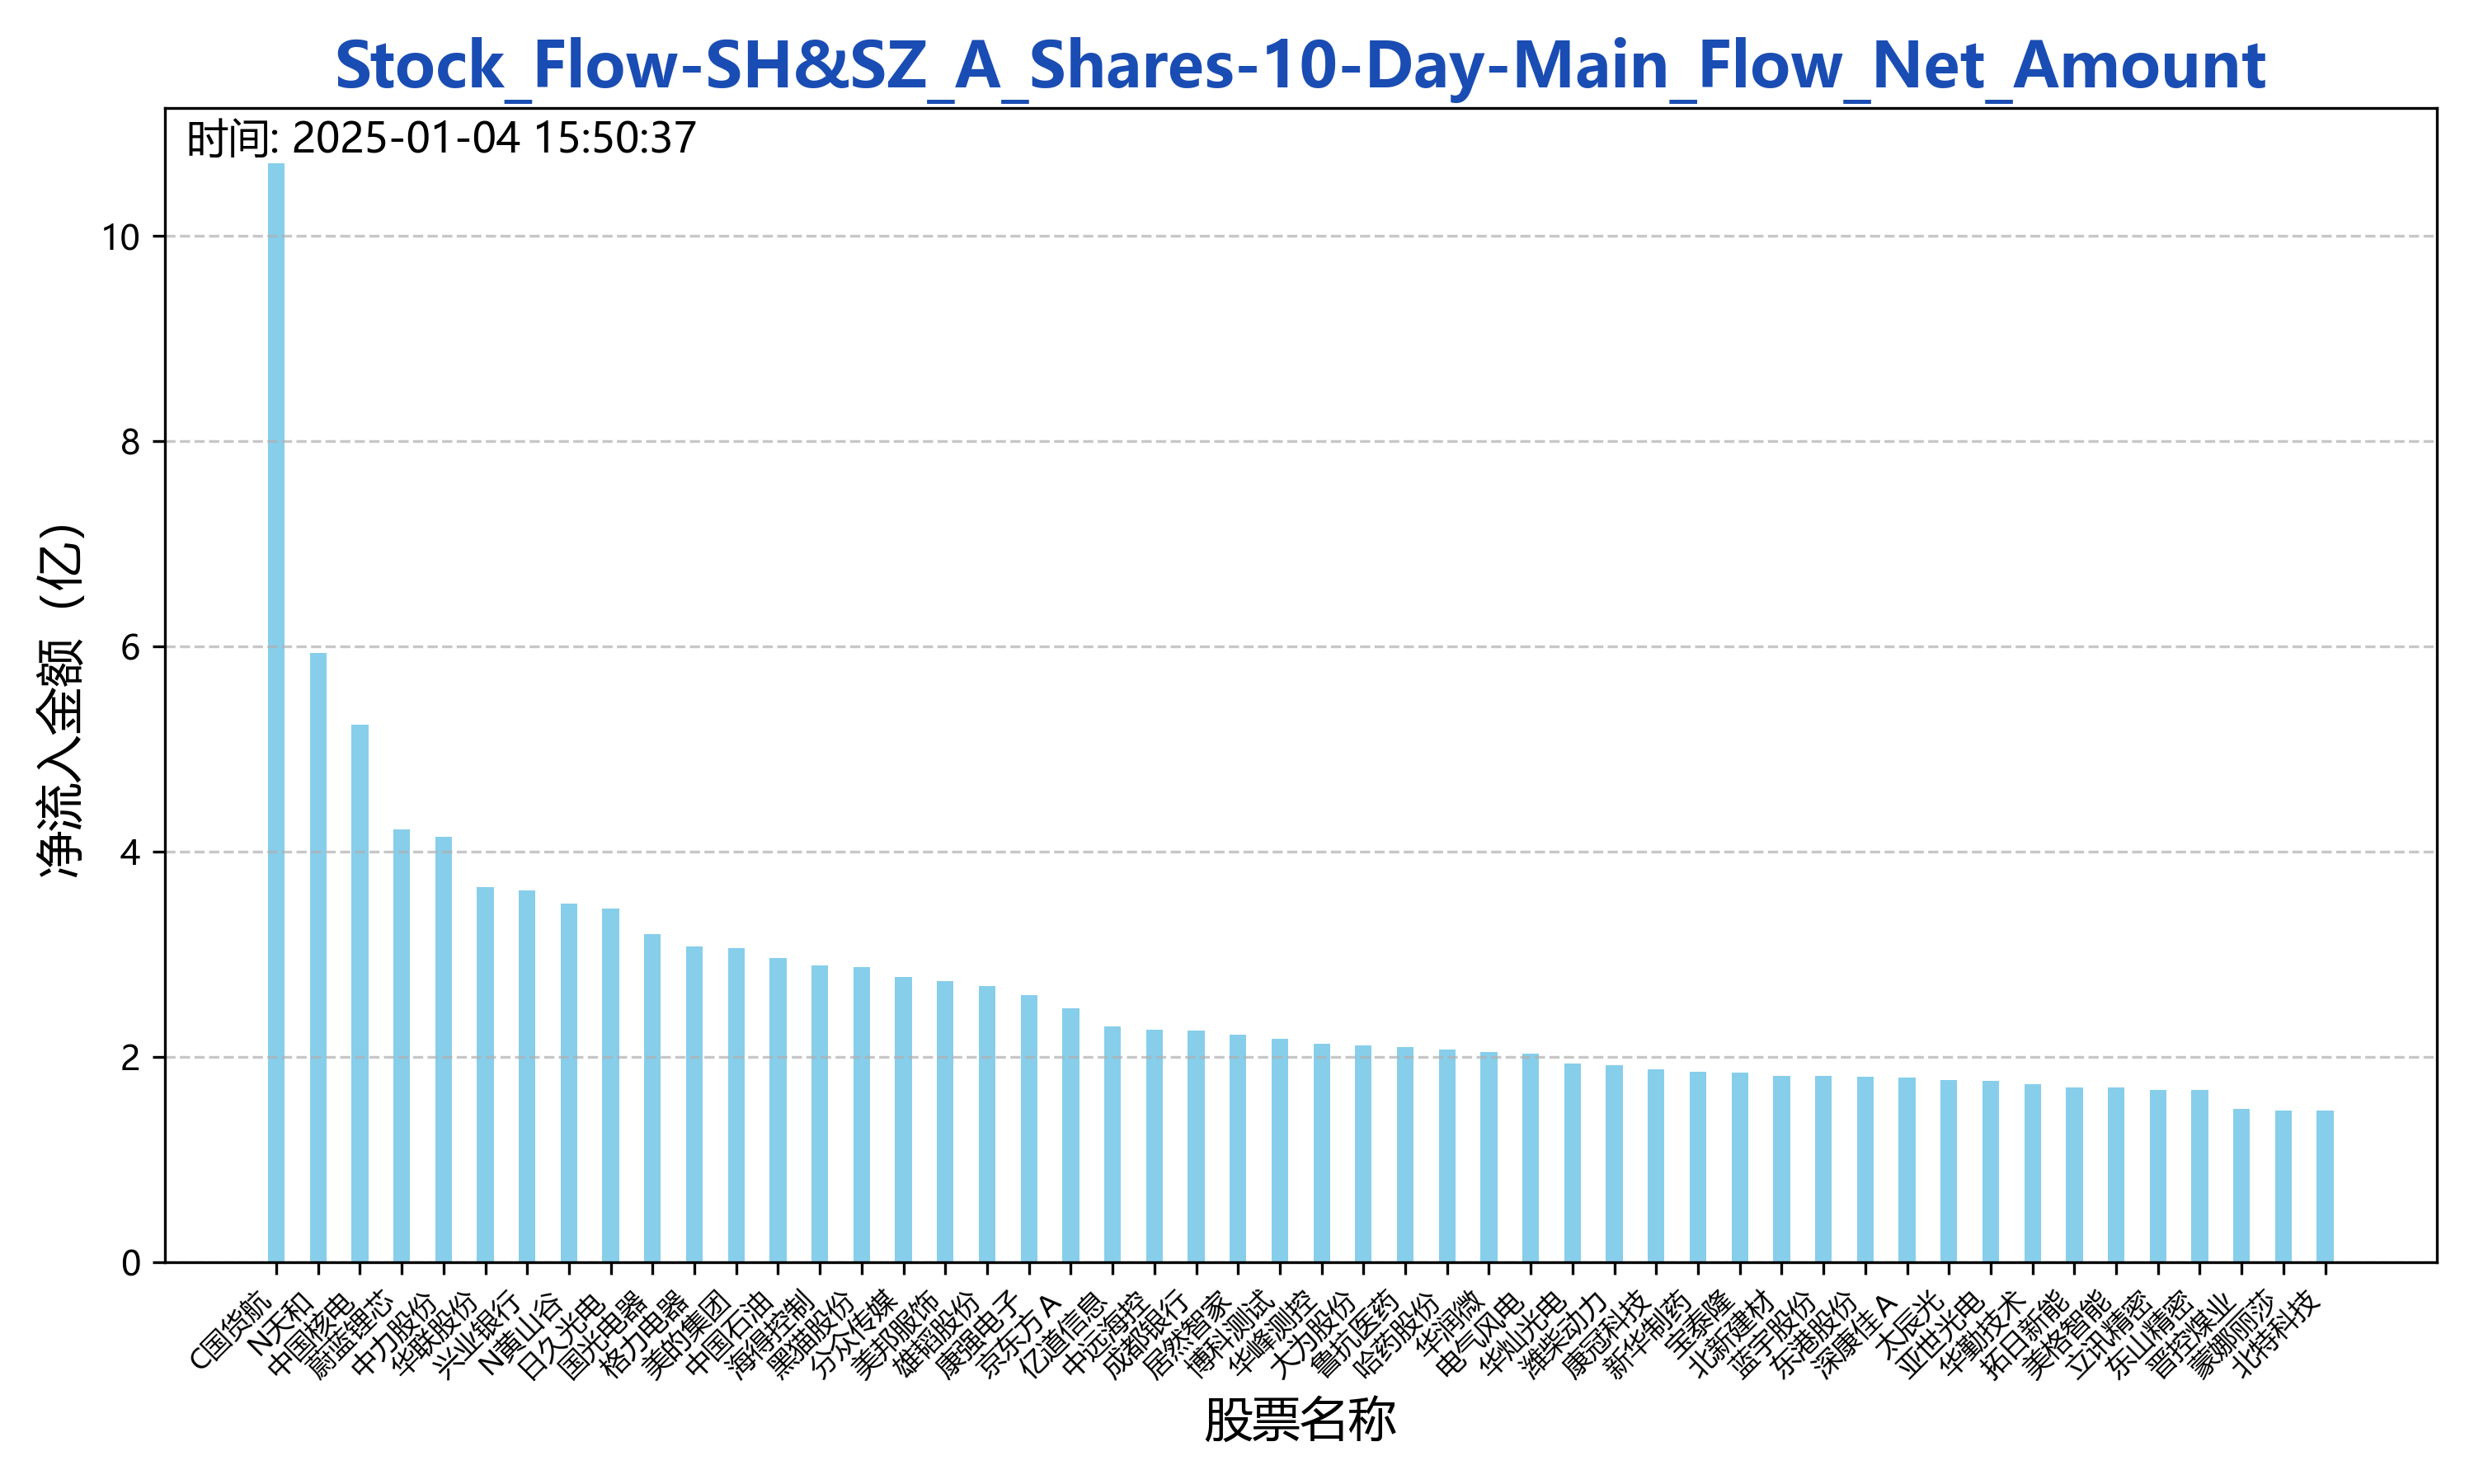 Stock_Flow-SH&SZ_A_Shares-10-Day-Main_Flow_Net_Amount
时间: 2025-01-04 15:50:37
净流入金额（亿）
10
8
6
4
2
0
C国货航
N天和
中国核电
蔚蓝锂芯
中力股份
华联股份
兴业银行
N黄山谷
日久光电
国光电器
格力电器
美的集团
中国石油
海得控制
黑猫股份
分众传媒
美邦服饰
雄韬股份
康强电子
京东方Ａ
亿道信息
中远海控
成都银行
居然智家
博科测试
华峰测控
大为股份
鲁抗医药
哈药股份
华润微
电气风电
华灿光电
潍柴动力
康冠科技
新华制药
宝泰隆
北新建材
蓝宇股份
东港股份
深康佳Ａ
太辰光
亚世光电
华勤技术
拓日新能
美格智能
立讯精密
东山精密
晋控煤业
蒙娜丽莎
北特科技
股票名称